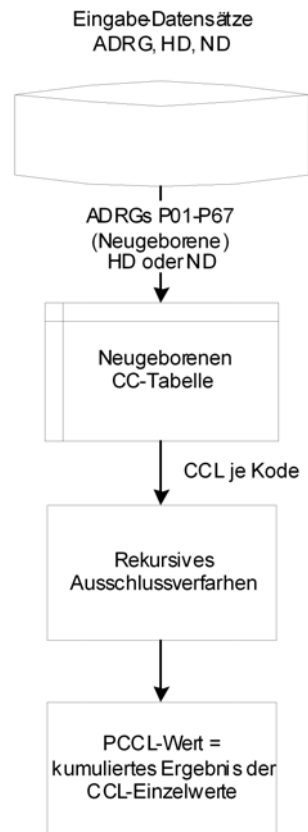 Eingabe-Datensätze
ADRG, HD, ND
ADRGs P01-P67
(Neugeborene)
HD oder ND
Neugeborenen
CC-Tabelle
CCL je Kode
Rekursives
Ausschlussverfarhen
PCCL-Wert =
kumuliertes Ergebnis der
CCL-Einzelwerte